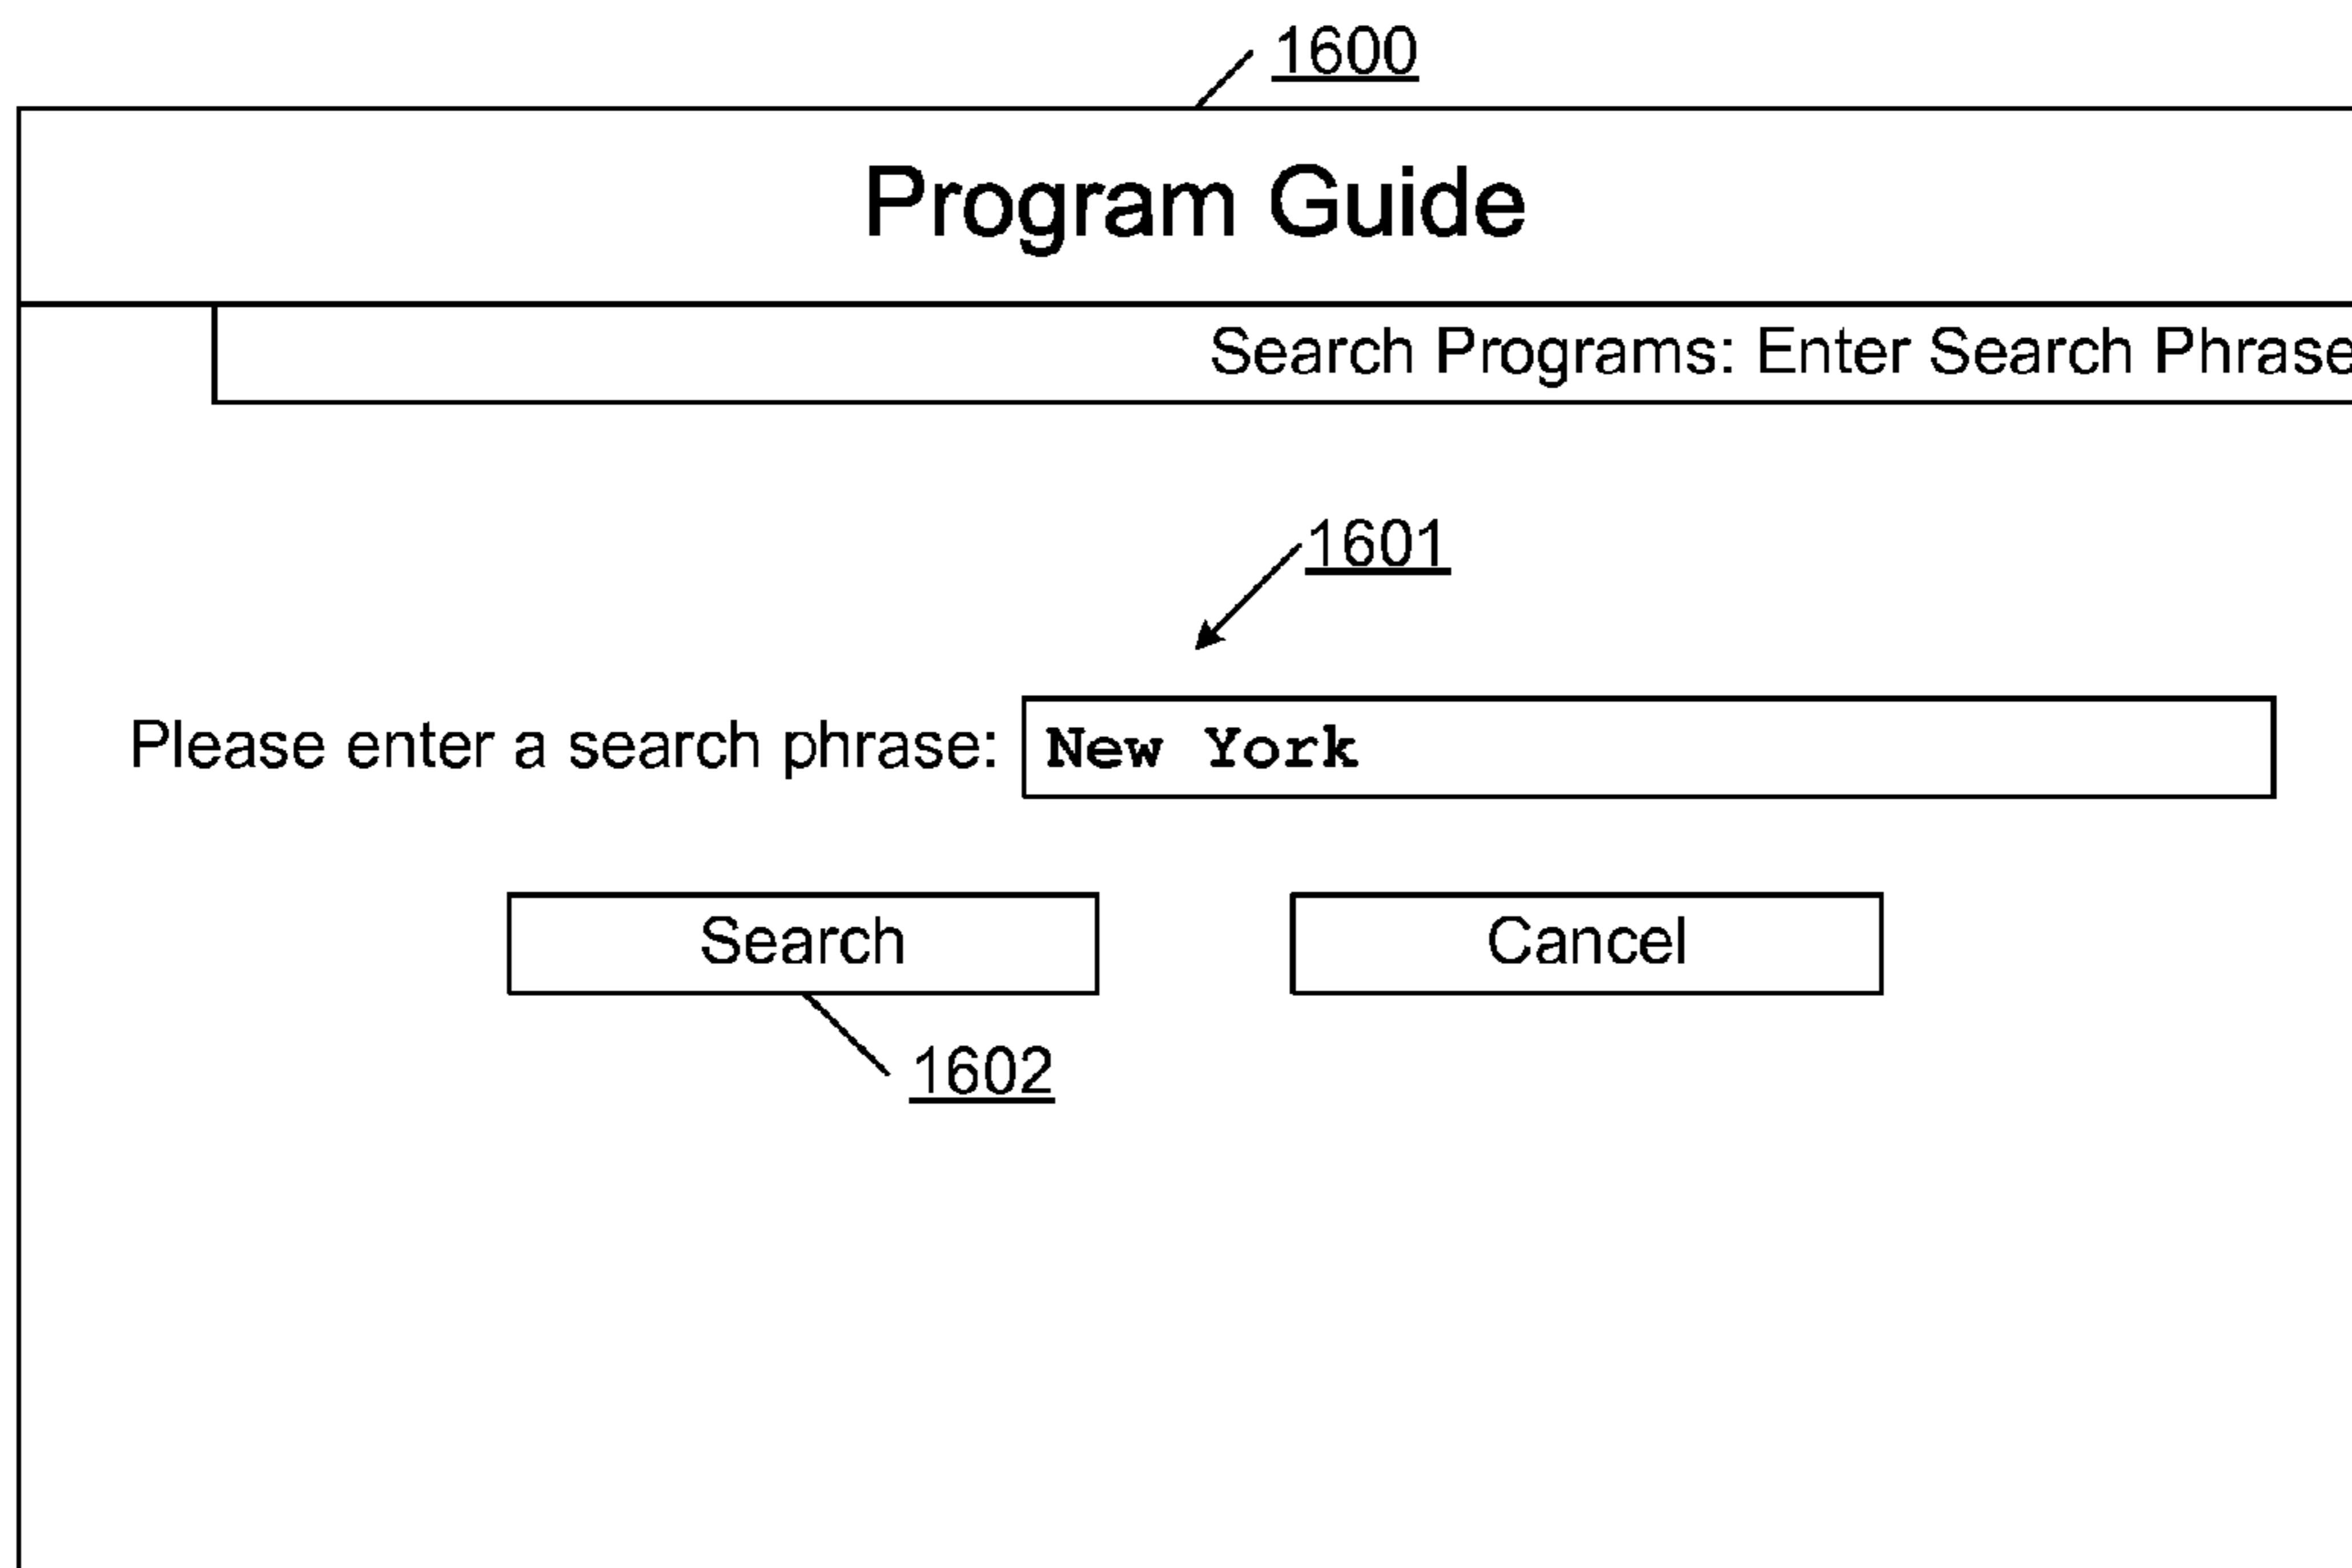 1600
Program Guide
Search Programs: Enter Search Phrase
1601
Please enter a search phrase: New York
Search Cancel
1602